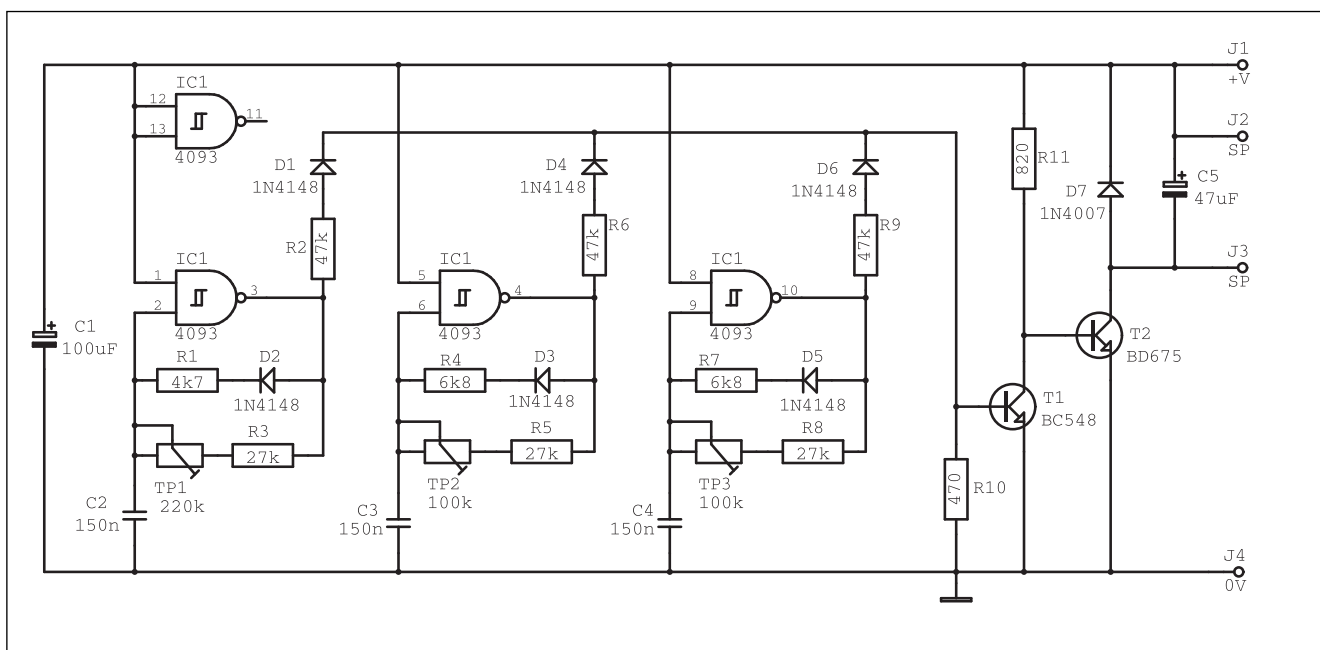 J1
+V
IC1
12
13
11
4093
J2
SP
D1
1N4148
D4
1N4148
D6
1N4148
820
R11
D7
1N4007
C5
47uF
R2
47k
R6
47k
R9
47k
IC1
1
2
3
4093
IC1
5
6
4
4093
IC1
8
9
10
4093
J3
SP
C1
100uF
T2
BD675
R1
4k7
D2
1N4148
R4
6k8
D3
1N4148
R7
6k8
D5
1N4148
T1
BC548
R3
27k
R5
27k
R8
27k
TP1
220k
TP2
100k
TP3
100k
470
R10
C2
150n
C3
150n
C4
150n
J4
0V